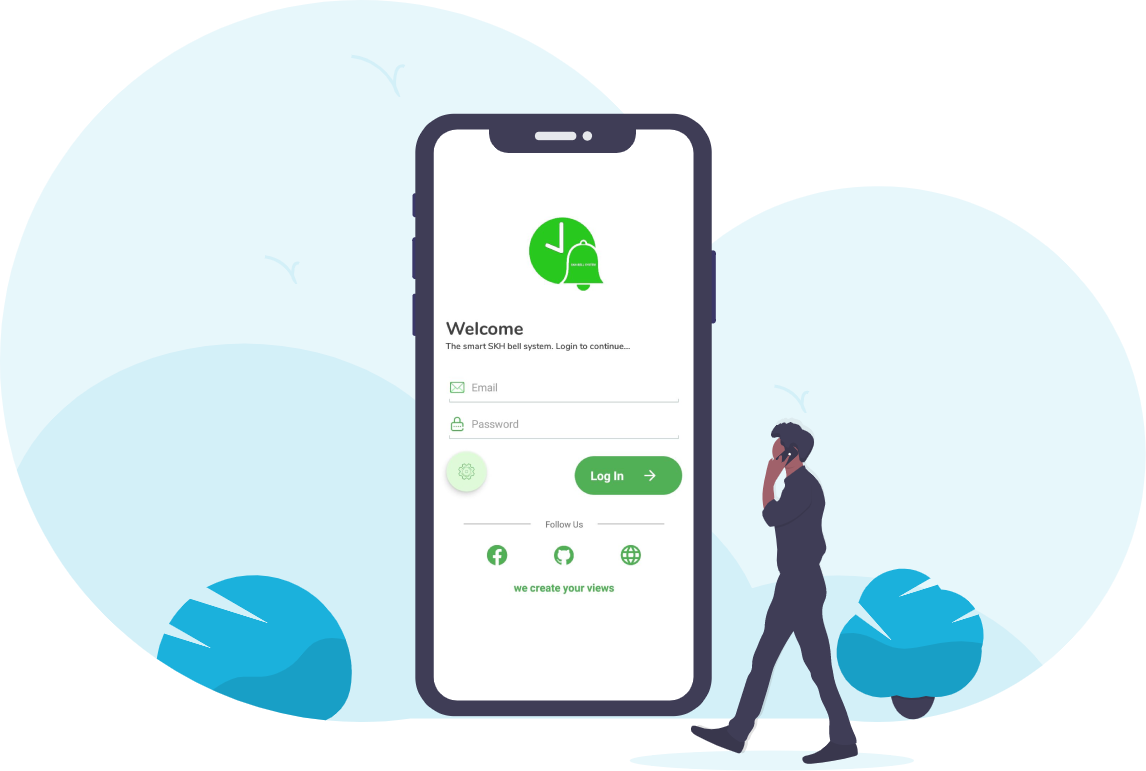 Welcome
The smart SKH bell system. Login to continue...
Email
Password
Log In
Follow Us
we create your views